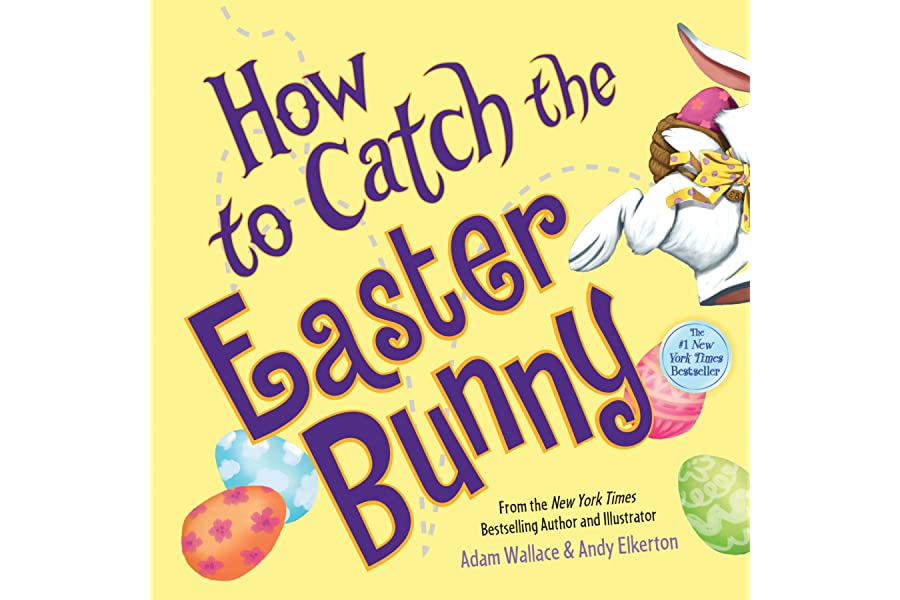 How
to Catch the
Easter
Bunny
The
#1 New
York Times
Bestseller
From the New York Times
Bestselling Author and Illustrator
Adam Wallace & Andy Elkerton